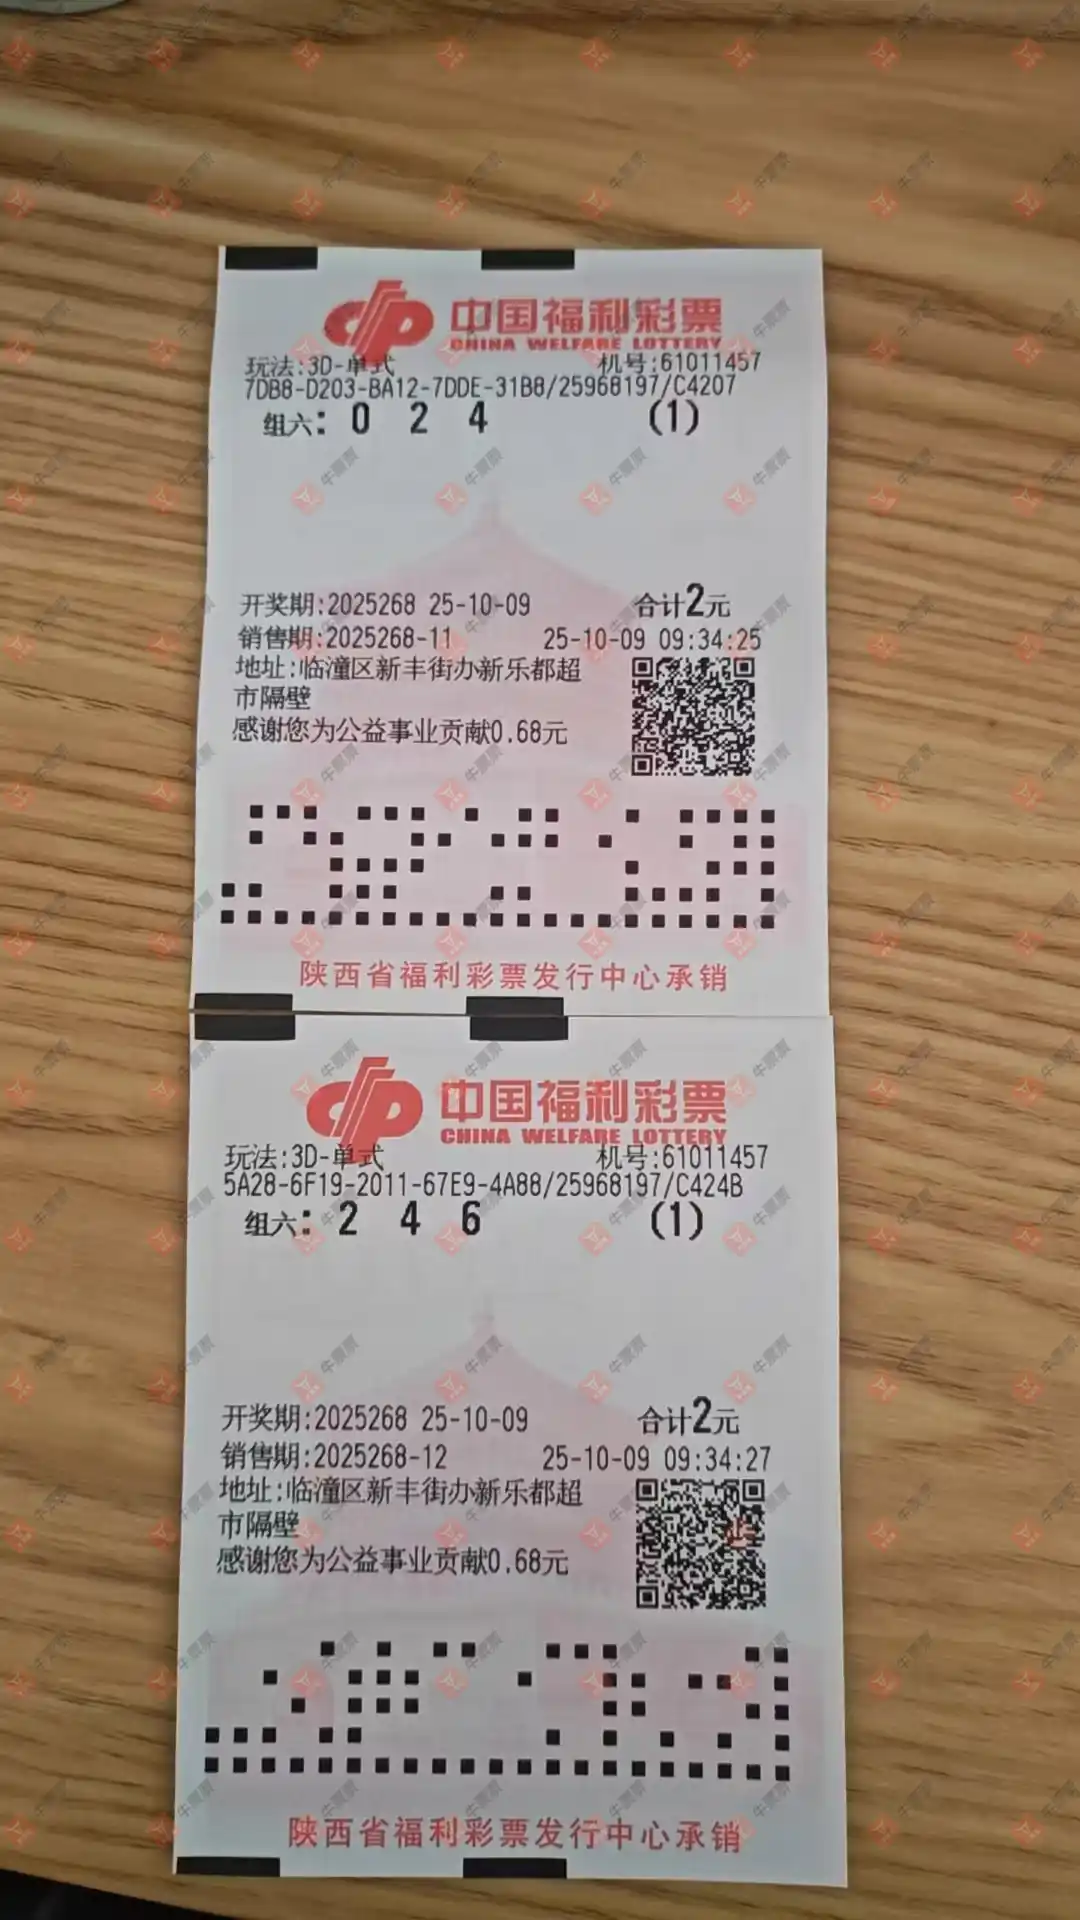 中国福利彩票
CHINA WELFARE LOTTERY
玩法:3D-单式 机号:61011457
7DB8-D203-BA12-7DDE-31B8/25968197/C4207
组六: 0 2 4 (1)
开奖期:2025268 25-10-09 合计2元
销售期:2025268-11 25-10-09 09:34:25
地址:临潼区新丰街办新乐都超
市隔壁
感谢您为公益事业贡献0.68元
陕西省福利彩票发行中心承销
中国福利彩票
CHINA WELFARE LOTTERY
玩法:3D-单式 机号:61011457
5A28-6F19-2011-67E9-4A88/25968197/C424B
组六: 2 4 6 (1)
开奖期:2025268 25-10-09 合计2元
销售期:2025268-12 25-10-09 09:34:27
地址:临潼区新丰街办新乐都超
市隔壁
感谢您为公益事业贡献0.68元
陕西省福利彩票发行中心承销